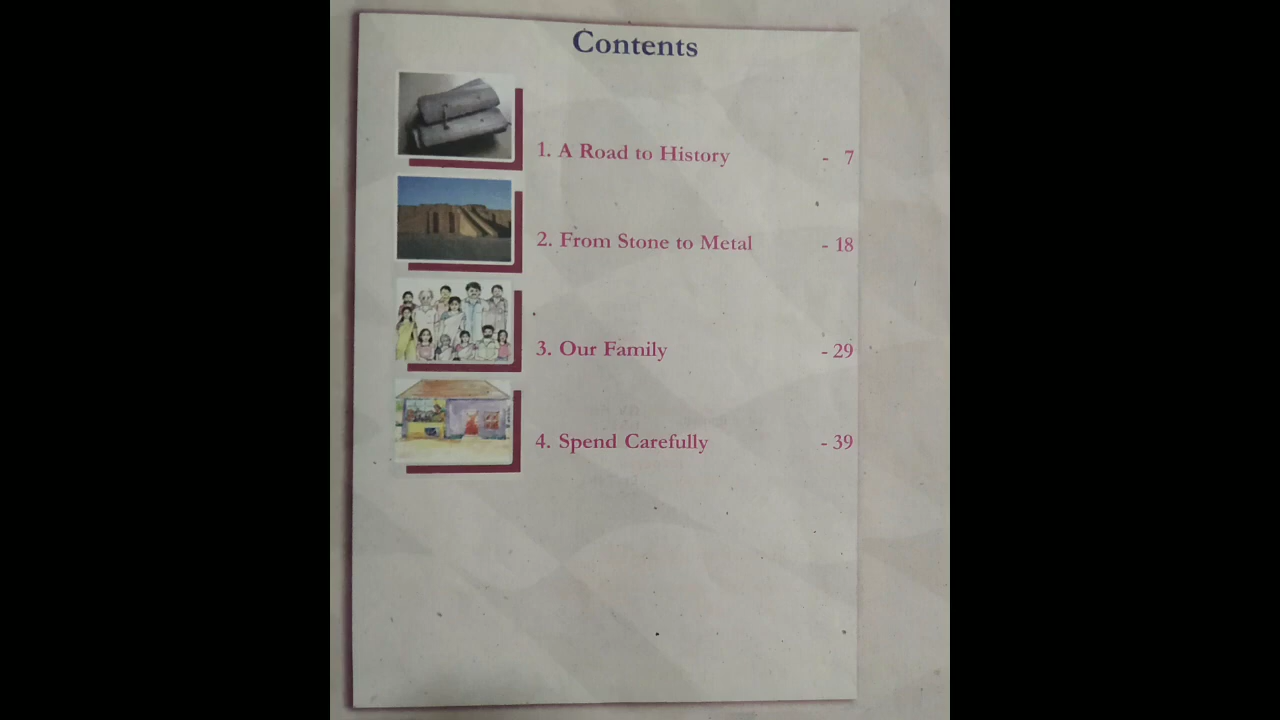 Contents
1. A Road to History - 7
2. From Stone to Metal - 18
3. Our Family - 29
4. Spend Carefully - 39